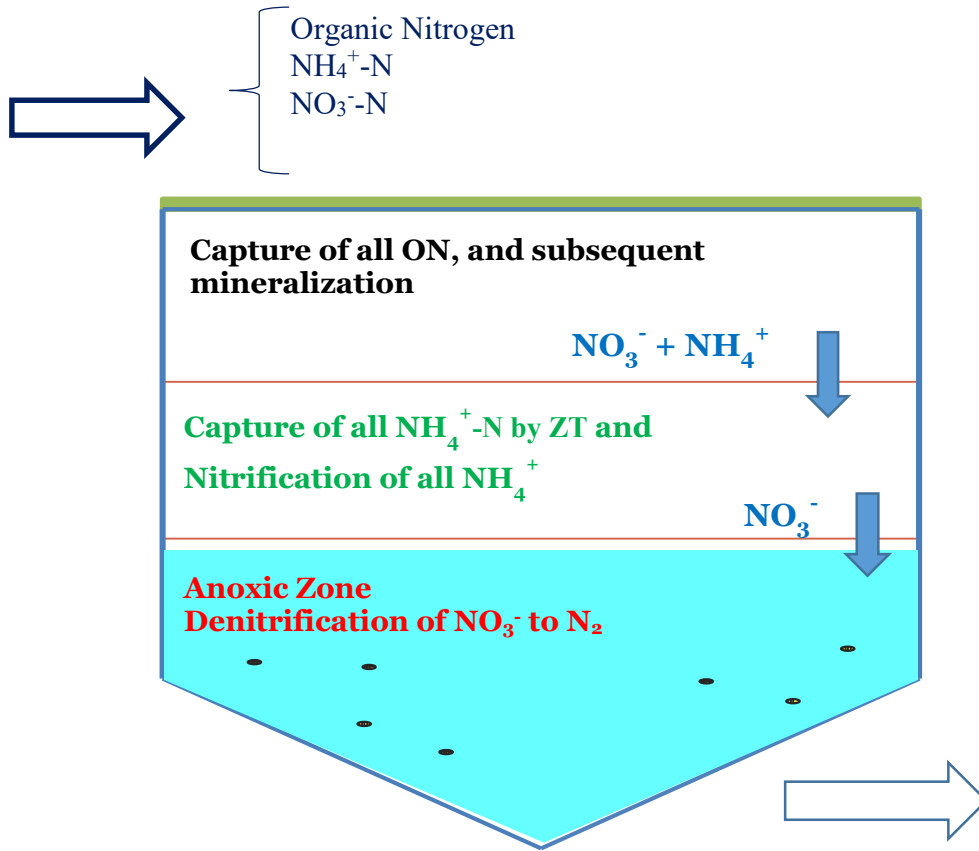 Organic Nitrogen
NH₄⁺-N
NO₃⁻-N
Capture of all ON, and subsequent
mineralization
NO₃⁻ + NH₄⁺
Capture of all NH₄⁺-N by ZT and
Nitrification of all NH₄⁺
NO₃⁻
Anoxic Zone
Denitrification of NO₃⁻ to N₂